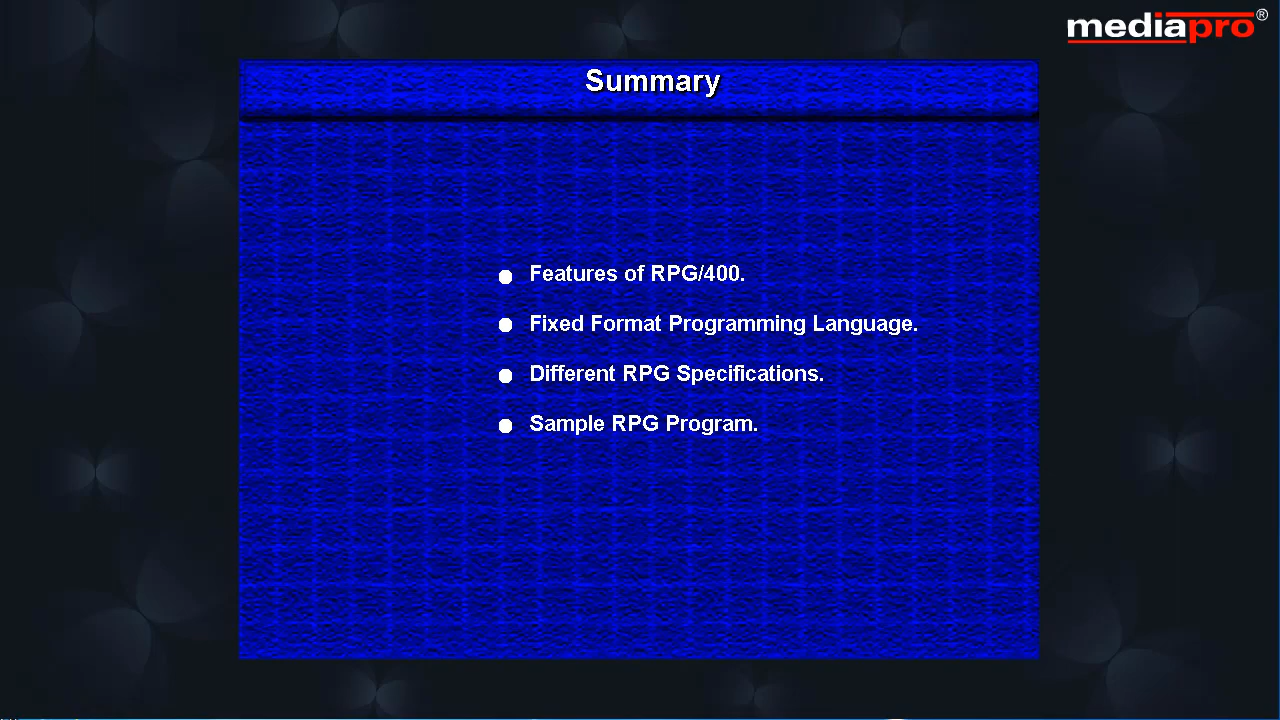 mediapro®
Summary
● Features of RPG/400.
● Fixed Format Programming Language.
● Different RPG Specifications.
● Sample RPG Program.